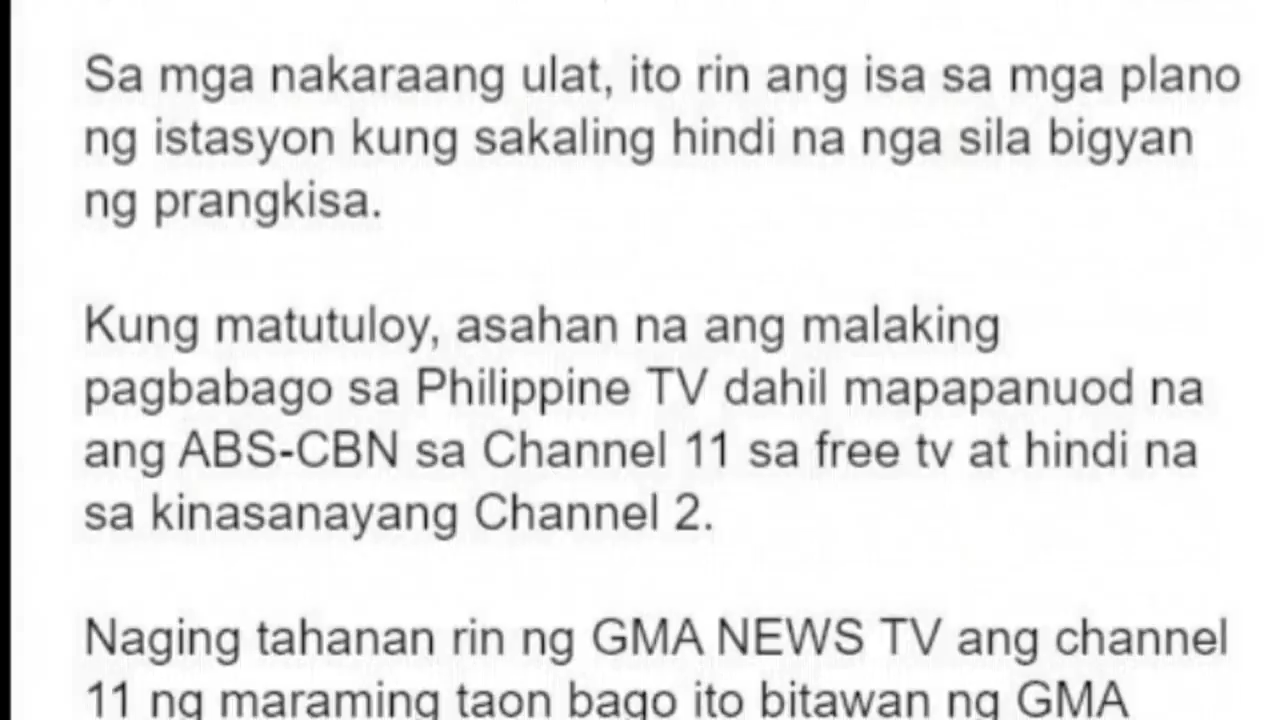 Sa mga nakaraang ulat, ito rin ang isa sa mga plano
ng istasyon kung sakaling hindi na nga sila bigyan
ng prangkisa.
Kung matutuloy, asahan na ang malaking
pagbabago sa Philippine TV dahil mapapanuod na
ang ABS-CBN sa Channel 11 sa free tv at hindi na
sa kinasanayang Channel 2.
Naging tahanan rin ng GMA NEWS TV ang channel
11 ng maraming taon bago ito bitawan ng GMA